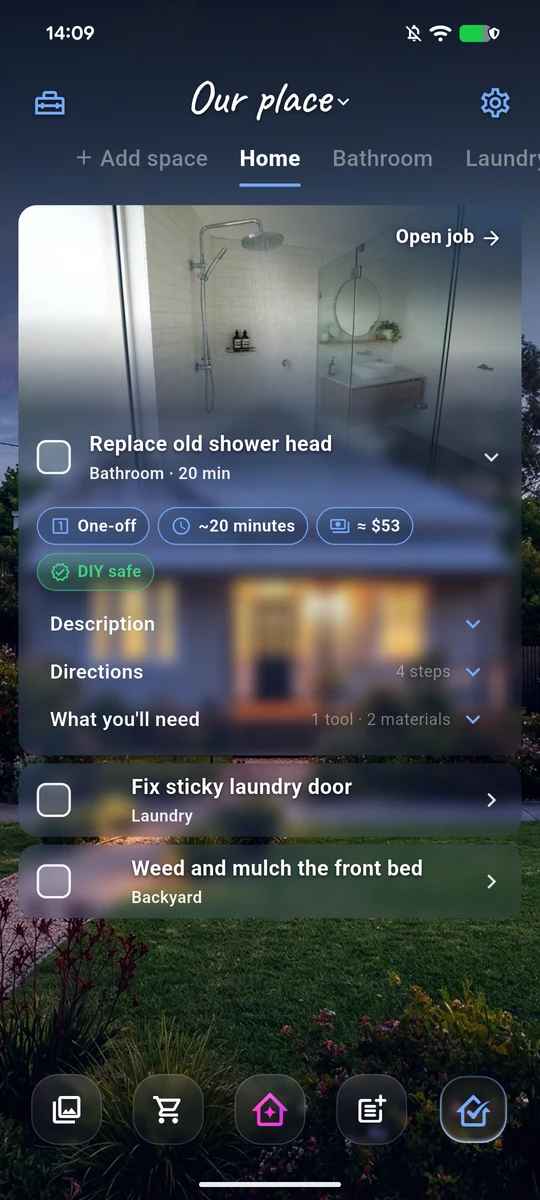 14:09
Our place
+ Add space Home Bathroom Laundry
Open job →
Replace old shower head
Bathroom · 20 min
1 One-off ~20 minutes ≈ $53
DIY safe
Description
Directions 4 steps
What you'll need 1 tool · 2 materials
Fix sticky laundry door
Laundry
Weed and mulch the front bed
Backyard